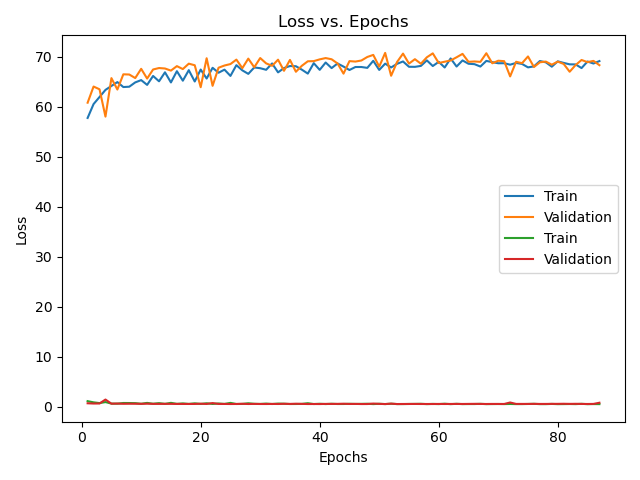 Loss vs. Epochs
Loss
70
60
50
40
30
20
10
0
Train
Validation
Train
Validation
0 20 40 60 80
Epochs